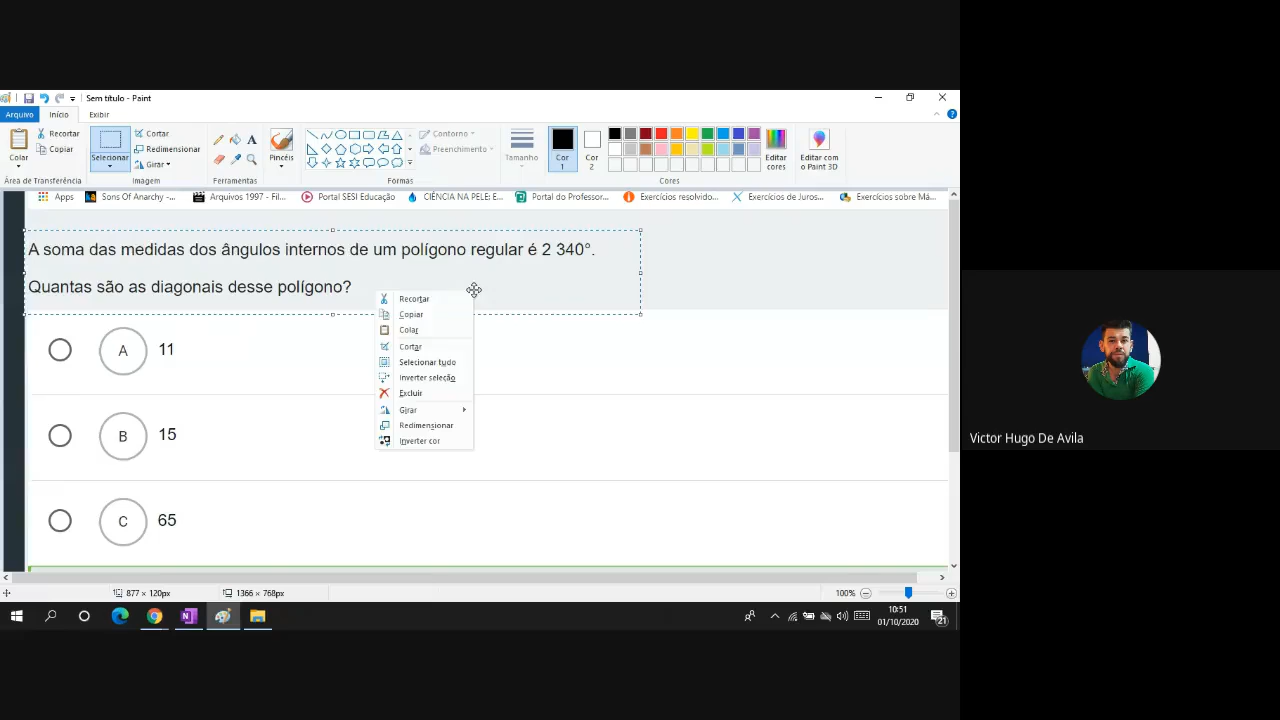 Sem título - Paint
Arquivo Início Exibir
Colar
Recortar
Copiar
Área de Transferência
Selecionar
Cortar
Redimensionar
Girar
Imagem
A
Ferramentas
Pincéis
Contorno
Preenchimento
Formas
Tamanho
Cor
1
Cor
2
Editar
cores
Editar com
o Paint 3D
Cores
Apps Sons Of Anarchy -... Arquivos 1997 - Fil... Portal SESI Educação CIÊNCIA NA PELE: E... Portal do Professor... Exercícios resolvido... Exercícios de Juros... Exercícios sobre Má...
A soma das medidas dos ângulos internos de um polígono regular é 2 340°.
Quantas são as diagonais desse polígono?
Recortar
Copiar
Colar
Cortar
Selecionar tudo
Inverter seleção
Excluir
Girar
Redimensionar
Inverter cor
A 11
B 15
C 65
877 × 120px 1366 × 768px 100%
10:51
01/10/2020
21
Victor Hugo De Avila